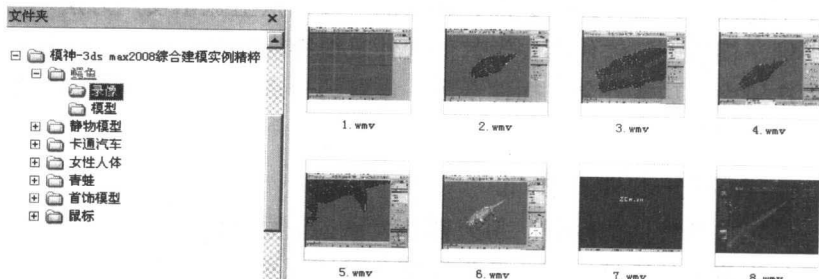 文件夹
模神-3ds max2008综合建模实例精粹
鳄鱼
录像
模型
静物模型
卡通汽车
女性人体
青蛙
首饰模型
鼠标
1.wmv
2.wmv
3.wmv
4.wmv
5.wmv
6.wmv
7.wmv
8.wmv